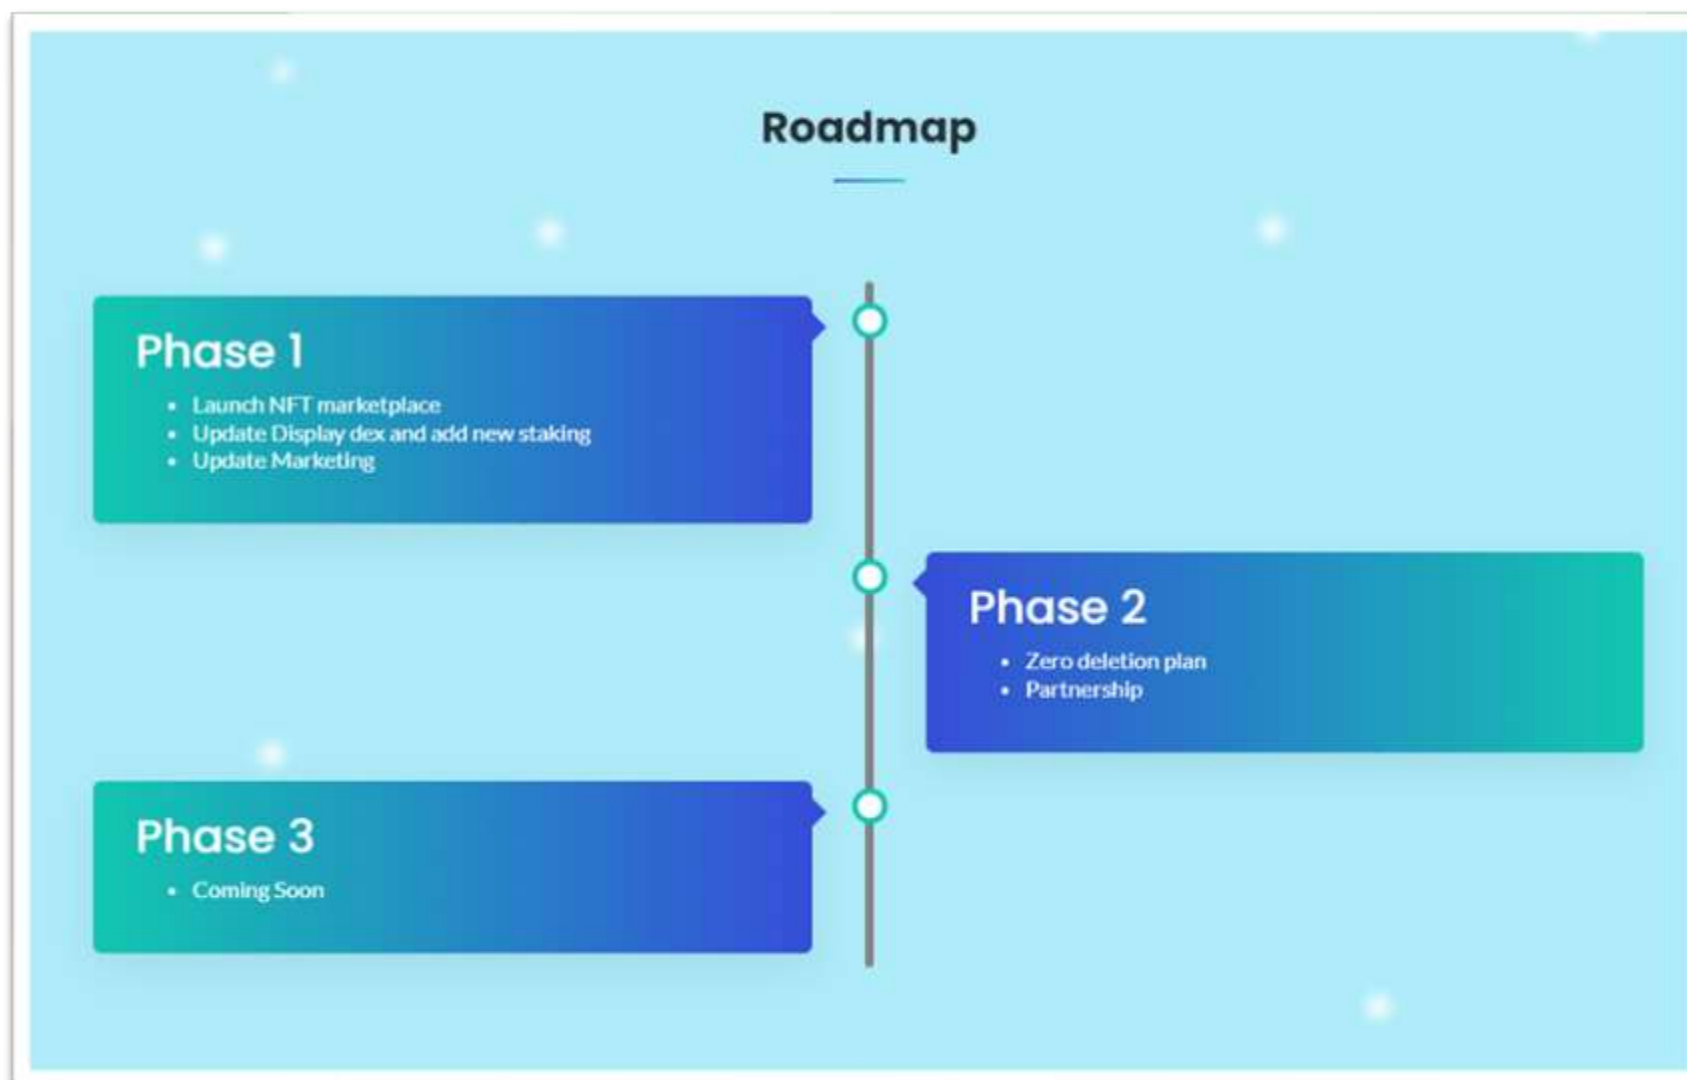 Roadmap
Phase 1
• Launch NFT marketplace
• Update Display dex and add new staking
• Update Marketing
Phase 2
• Zero deletion plan
• Partnership
Phase 3
• Coming Soon